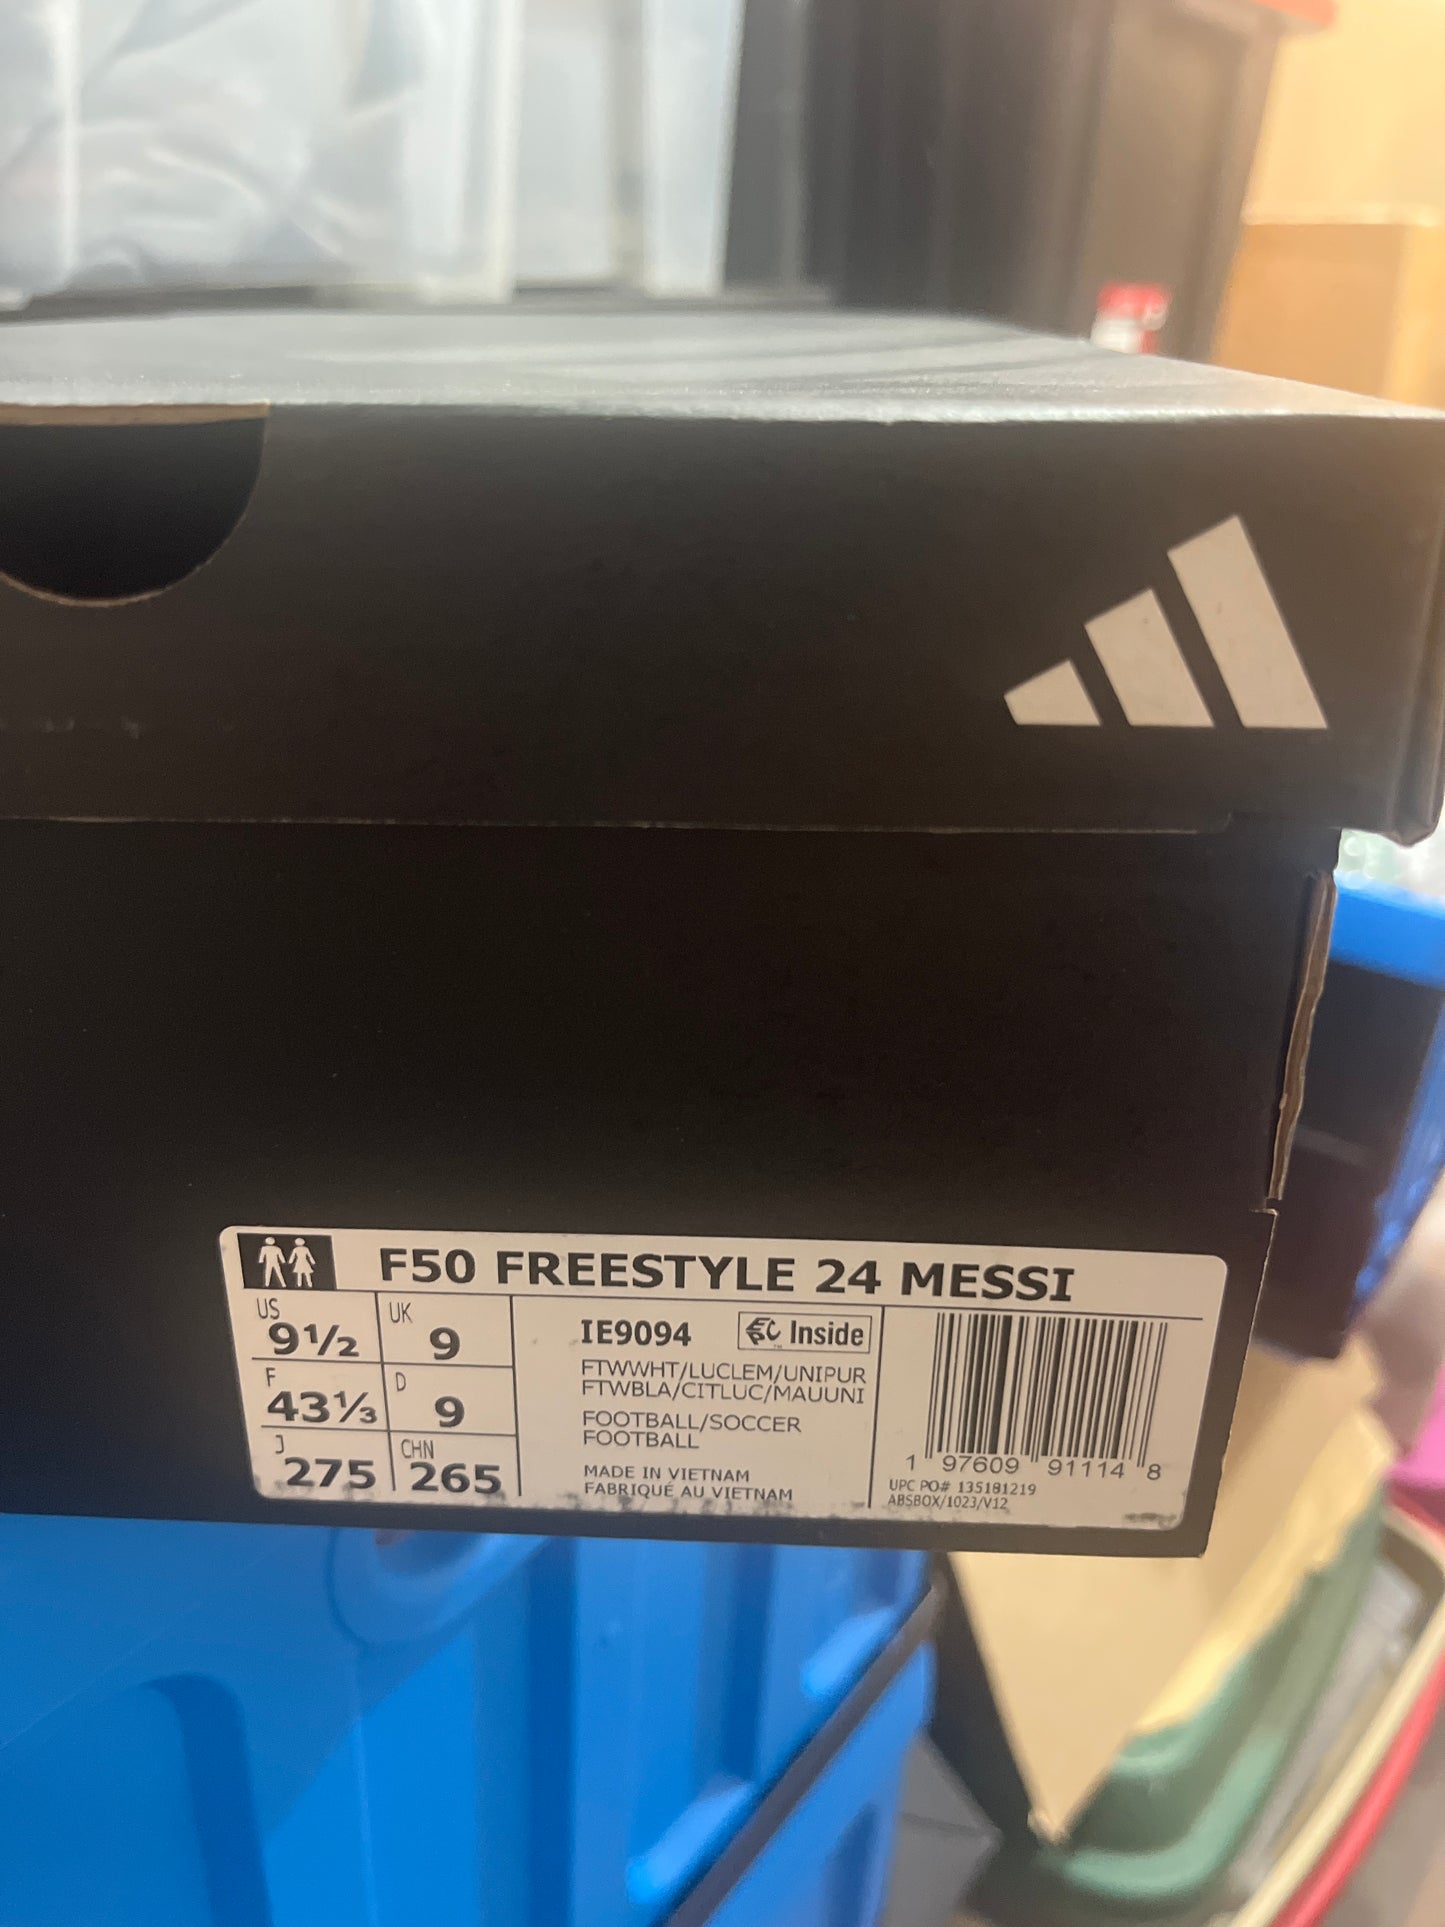 F50 FREESTYLE 24 MESSI
US 9½ UK 9
F 43⅓ D 9
J 275 CHN 265
IE9094 Inside
FTWWHT/LUCLEM/UNIPUR
FTWBLA/CITLUC/MAUUNI
FOOTBALL/SOCCER
FOOTBALL
MADE IN VIETNAM
FABRIQUÉ AU VIETNAM
1 97609 91114 8
UPC PO# 135181219
ABSBOX/1023/V12